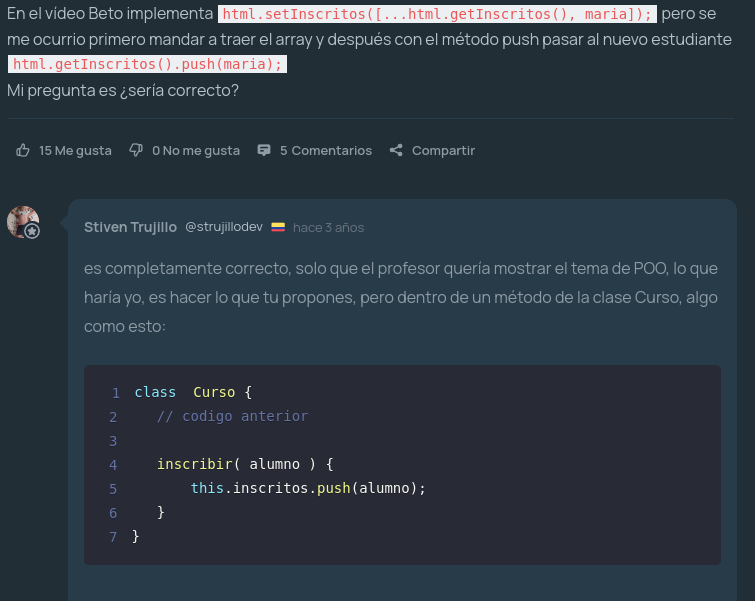 En el vídeo Beto implementa html.setInscritos([...html.getInscritos(), maria]); pero se
me ocurrio primero mandar a traer el array y después con el método push pasar al nuevo estudiante
html.getInscritos().push(maria);
Mi pregunta es ¿sería correcto?
15 Me gusta 0 No me gusta 5 Comentarios Compartir
Stiven Trujillo @strujillodev hace 3 años
es completamente correcto, solo que el profesor quería mostrar el tema de POO, lo que
haría yo, es hacer lo que tu propones, pero dentro de un método de la clase Curso, algo
como esto:
1 class  Curso {
2    // codigo anterior
3
4    inscribir( alumno ) {
5        this.inscritos.push(alumno);
6    }
7 }